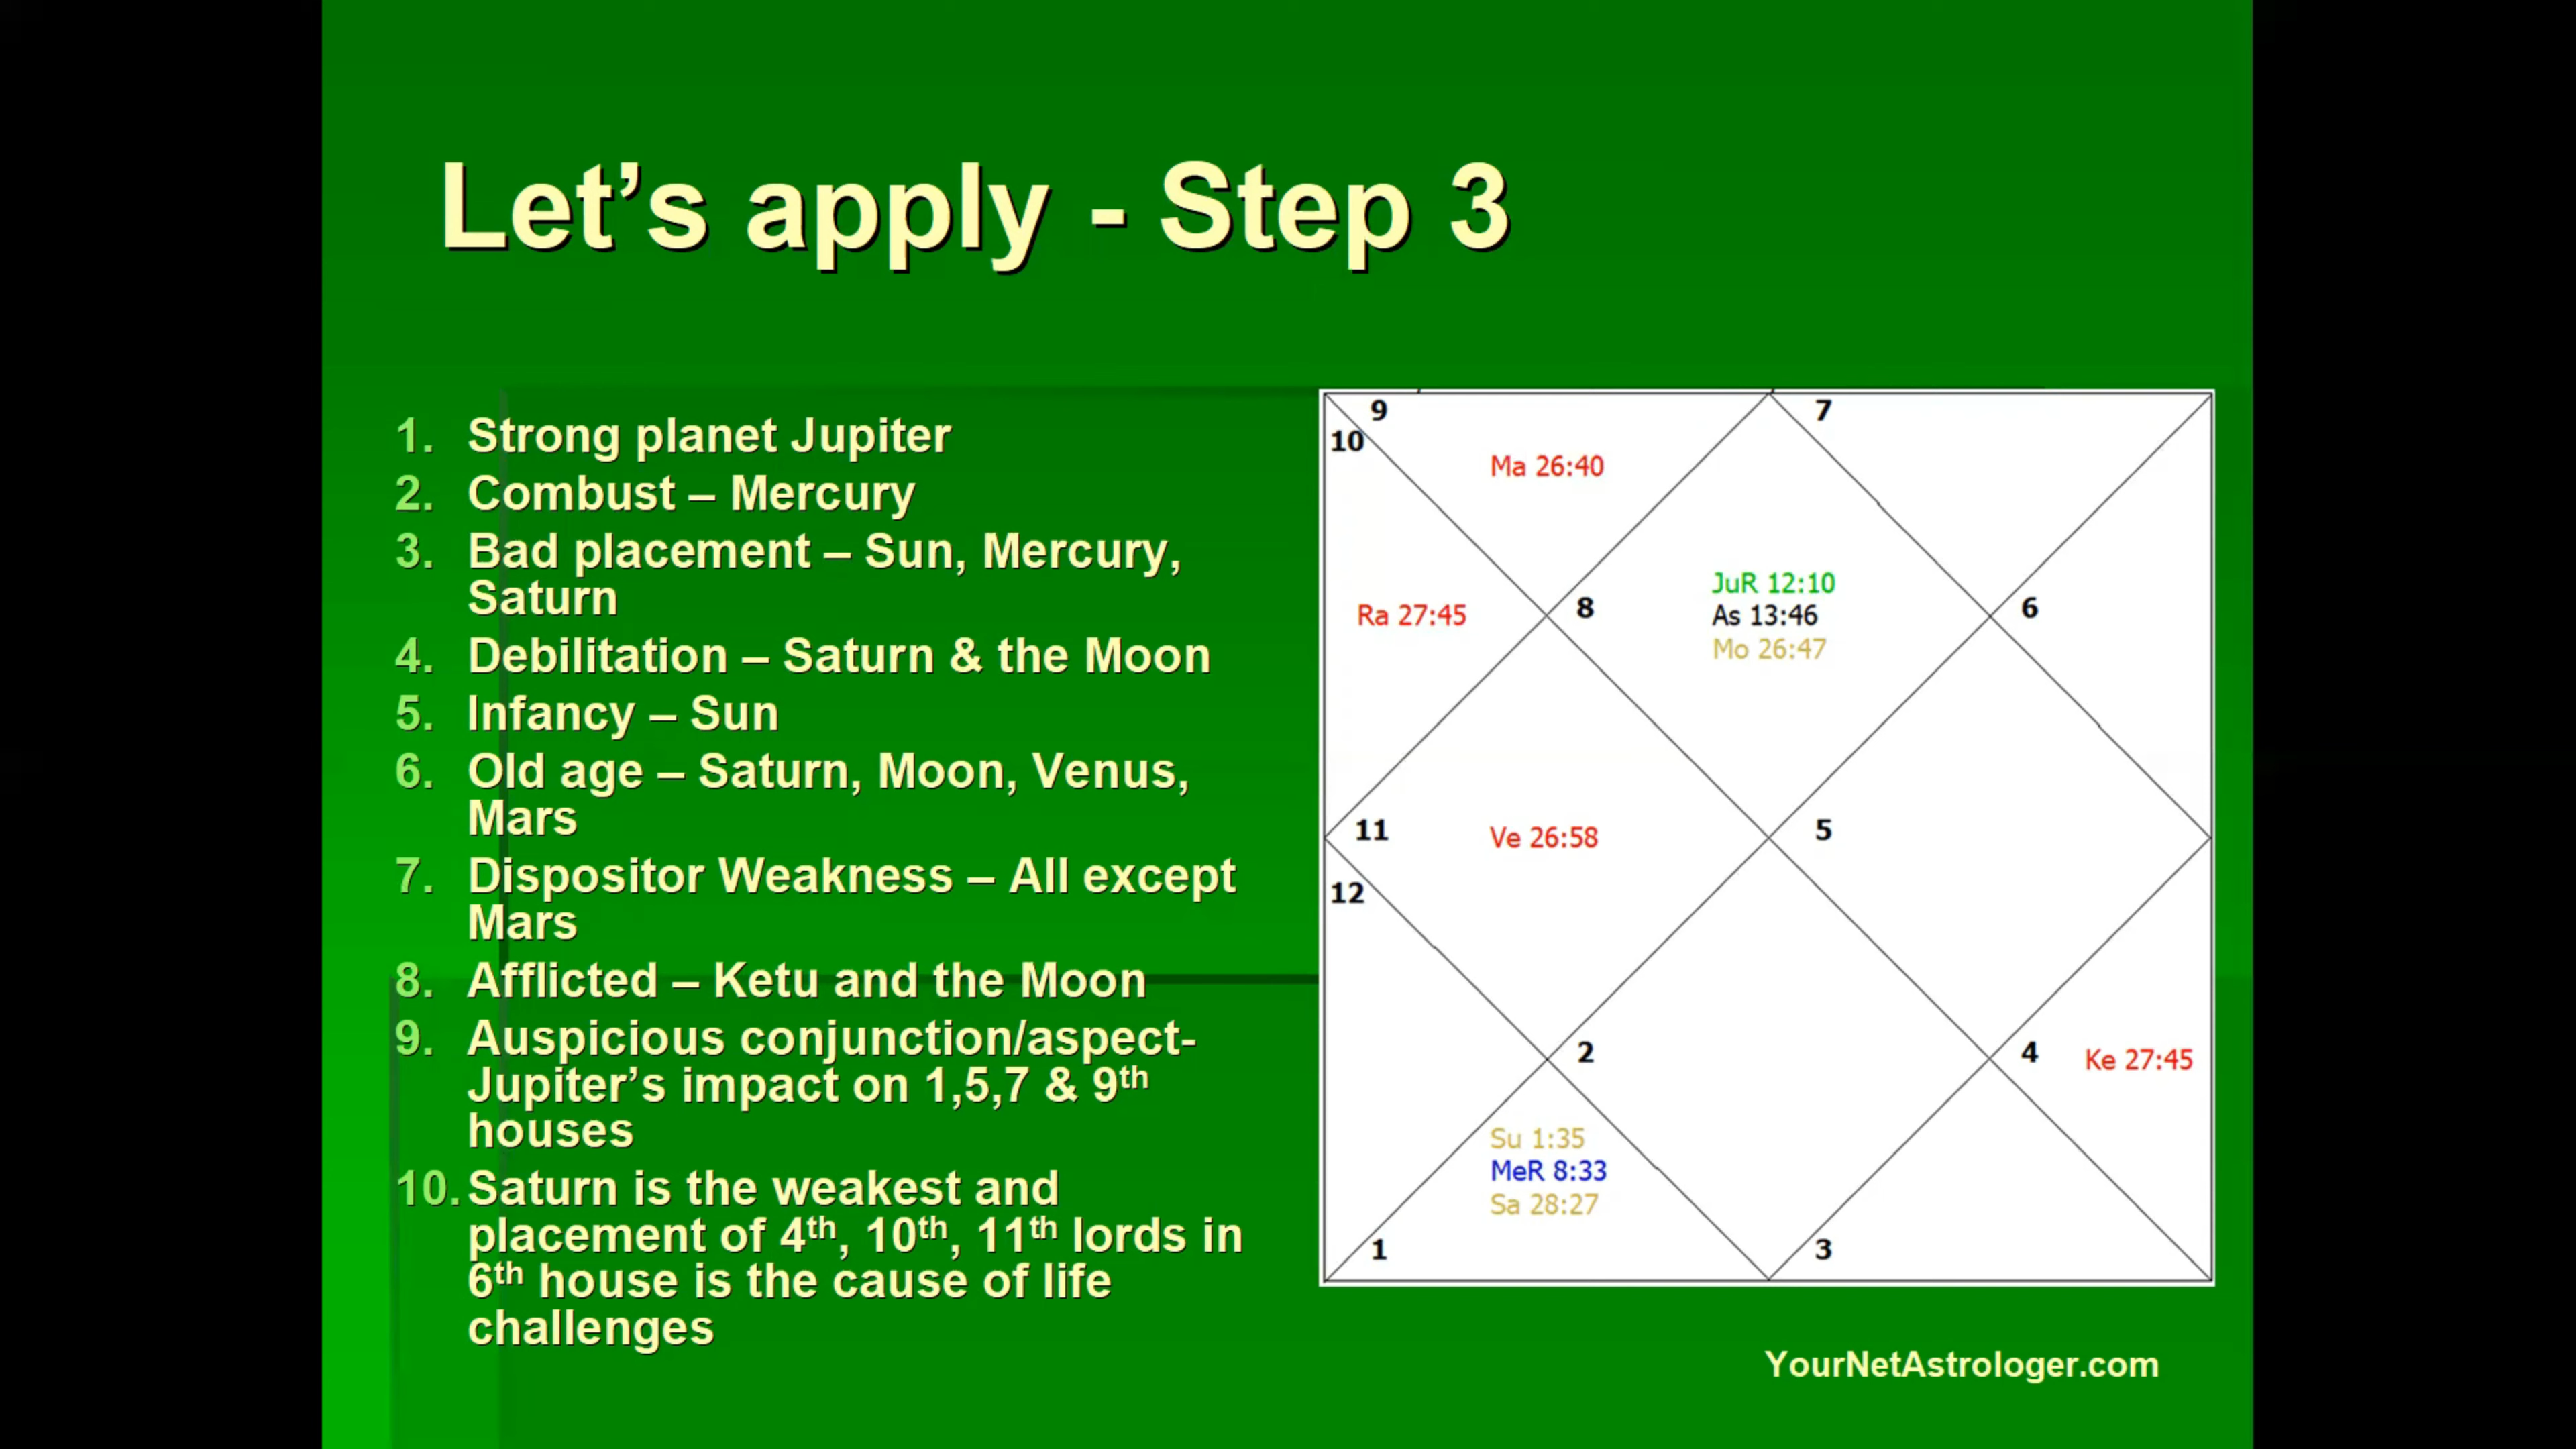 Let’s apply - Step 3
1. Strong planet Jupiter
2. Combust – Mercury
3. Bad placement – Sun, Mercury,
Saturn
4. Debilitation – Saturn & the Moon
5. Infancy – Sun
6. Old age – Saturn, Moon, Venus,
Mars
7. Dispositor Weakness – All except
Mars
8. Afflicted – Ketu and the Moon
9. Auspicious conjunction/aspect-
Jupiter’s impact on 1,5,7 & 9th
houses
10. Saturn is the weakest and
placement of 4th, 10th, 11th lords in
6th house is the cause of life
challenges
9
7
10
Ma 26:40
JuR 12:10
Ra 27:45
8
As 13:46
6
Mo 26:47
11
Ve 26:58
5
12
2
4
Ke 27:45
Su 1:35
MeR 8:33
Sa 28:27
1
3
YourNetAstrologer.com